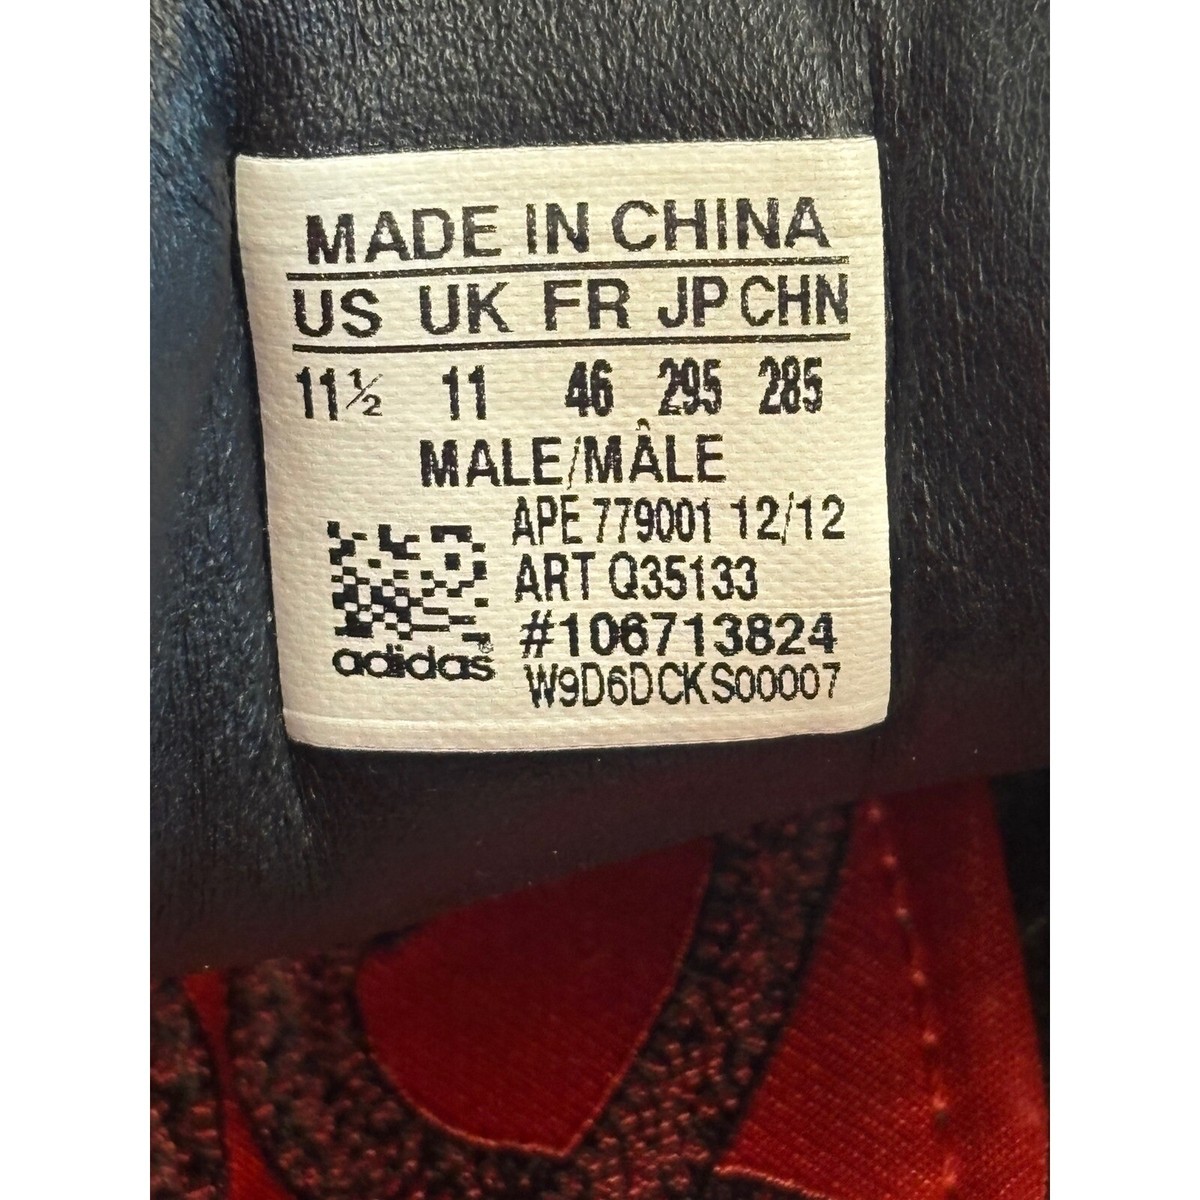 MADE IN CHINA
US UK FR JP CHN
11½ 11 46 295 285
MALE/MÂLE
APE 779001 12/12
ART Q35133
#106713824
adidas®
W9D6DCKS00007